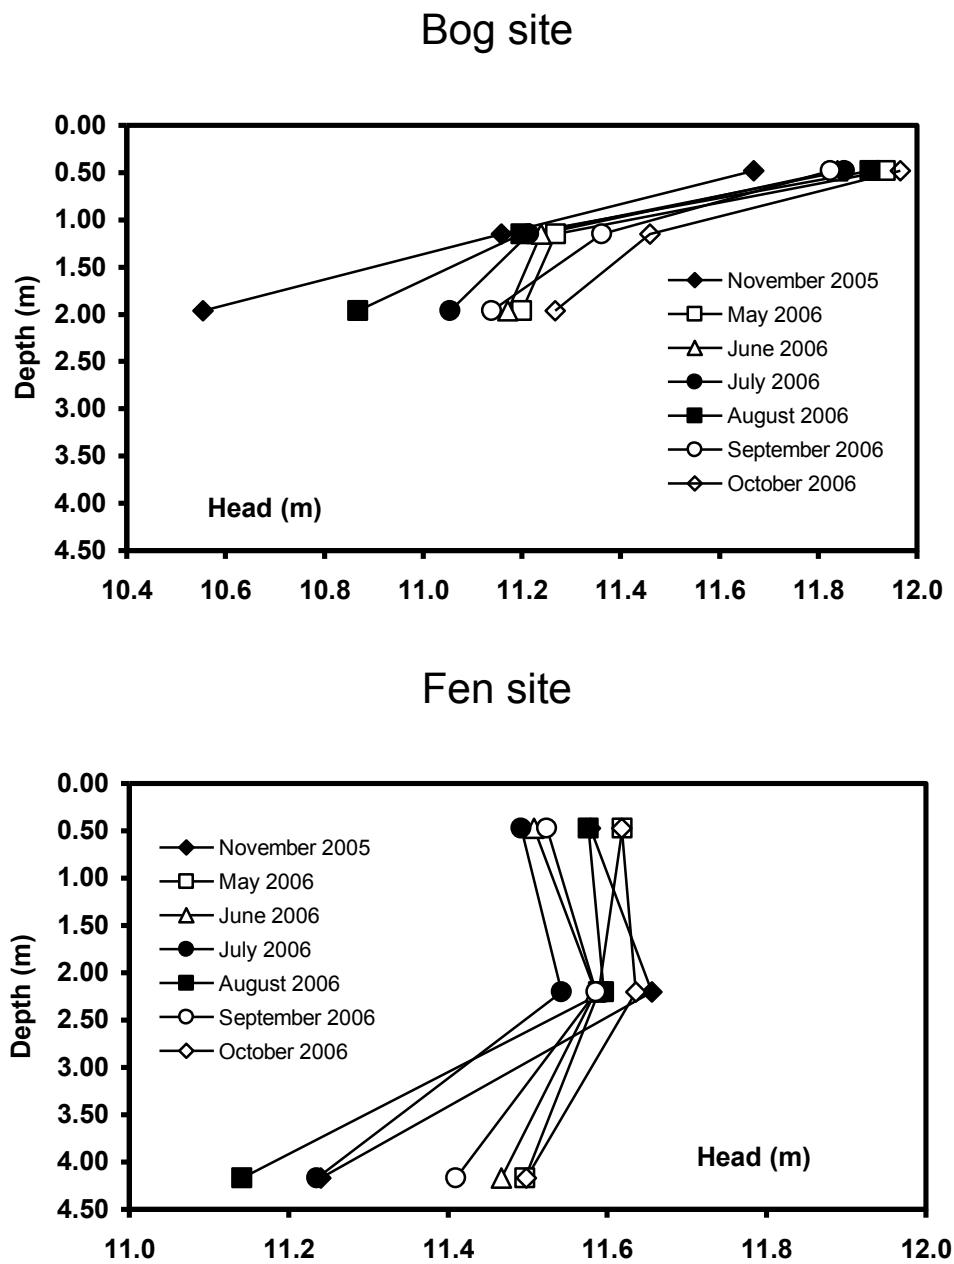 Bog site
0.00
0.50
1.00
1.50
2.00
2.50
3.00
3.50
4.00
4.50
Depth (m)
November 2005
May 2006
June 2006
July 2006
August 2006
September 2006
October 2006
Head (m)
10.4 10.6 10.8 11.0 11.2 11.4 11.6 11.8 12.0
Fen site
0.00
0.50
1.00
1.50
2.00
2.50
3.00
3.50
4.00
4.50
Depth (m)
November 2005
May 2006
June 2006
July 2006
August 2006
September 2006
October 2006
Head (m)
11.0 11.2 11.4 11.6 11.8 12.0